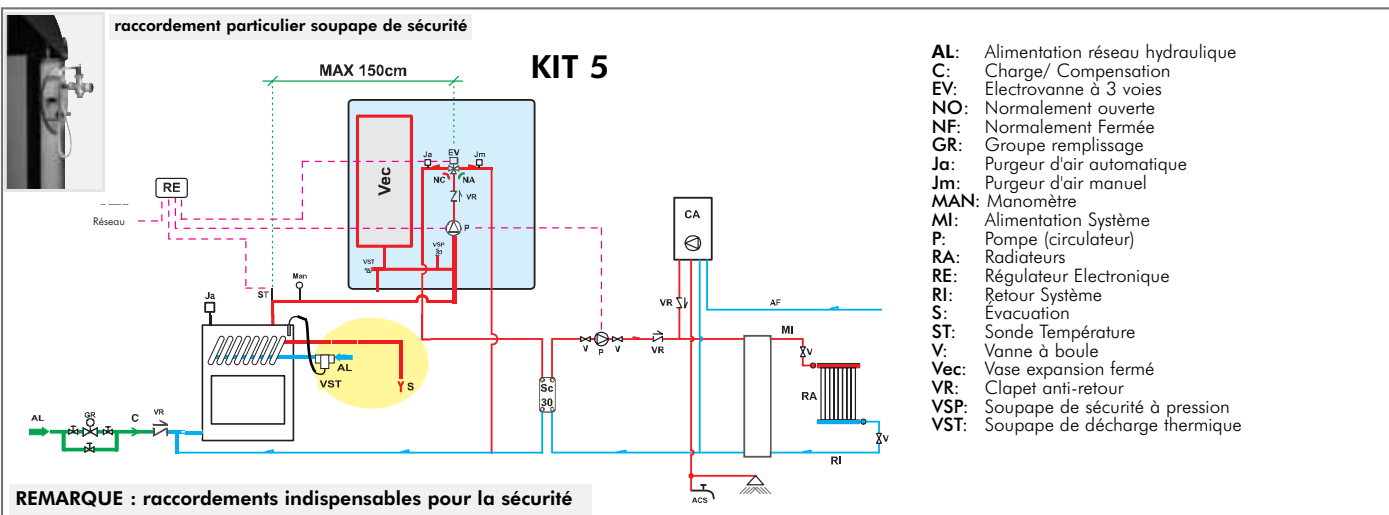 raccordement particulier soupape de sécurité
KIT 5
MAX 150cm
Vec
Ja
EV
Jm
NC
NA
VR
P
VSP
VST
RE
Réseau
ST
Man
Ja
AL
VST
S
AL
GR
C
VR
Sc
30
V
P
V
VR
VR
CA
AF
MI
V
RA
V
RI
ACS
AL: Alimentation réseau hydraulique
C: Charge/ Compensation
EV: Electrovanne à 3 voies
NO: Normalement ouverte
NF: Normalement Fermée
GR: Groupe remplissage
Ja: Purgeur d'air automatique
Jm: Purgeur d'air manuel
MAN: Manomètre
MI: Alimentation Système
P: Pompe (circulateur)
RA: Radiateurs
RE: Régulateur Electronique
RI: Retour Système
S: Évacuation
ST: Sonde Température
V: Vanne à boule
Vec: Vase expansion fermé
VR: Clapet anti-retour
VSP: Soupape de sécurité à pression
VST: Soupape de décharge thermique
REMARQUE : raccordements indispensables pour la sécurité